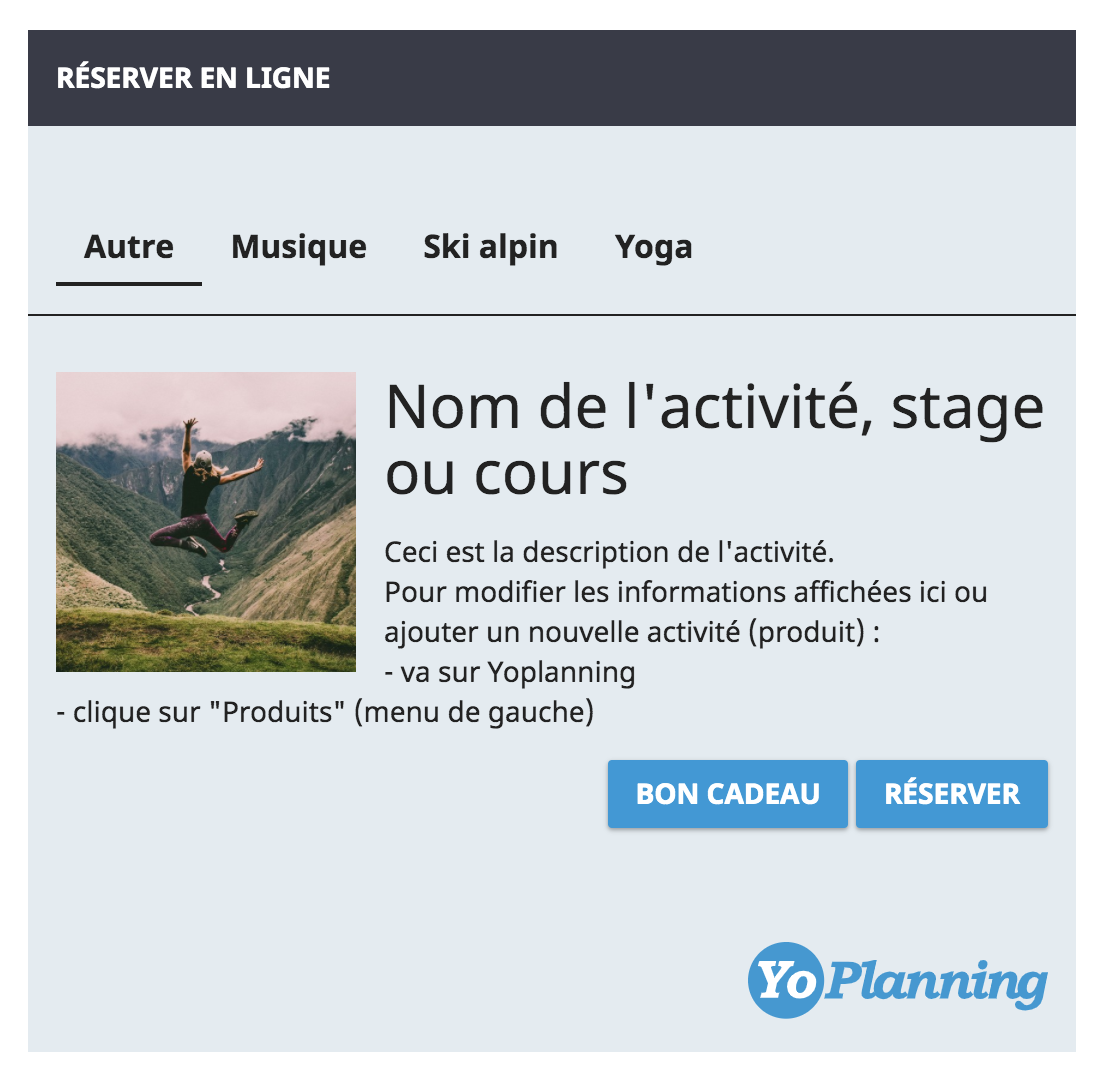 RÉSERVER EN LIGNE
Autre Musique Ski alpin Yoga
Nom de l'activité, stage
ou cours
Ceci est la description de l'activité.
Pour modifier les informations affichées ici ou
ajouter un nouvelle activité (produit) :
- va sur Yoplanning
- clique sur "Produits" (menu de gauche)
BON CADEAU RÉSERVER
YoPlanning